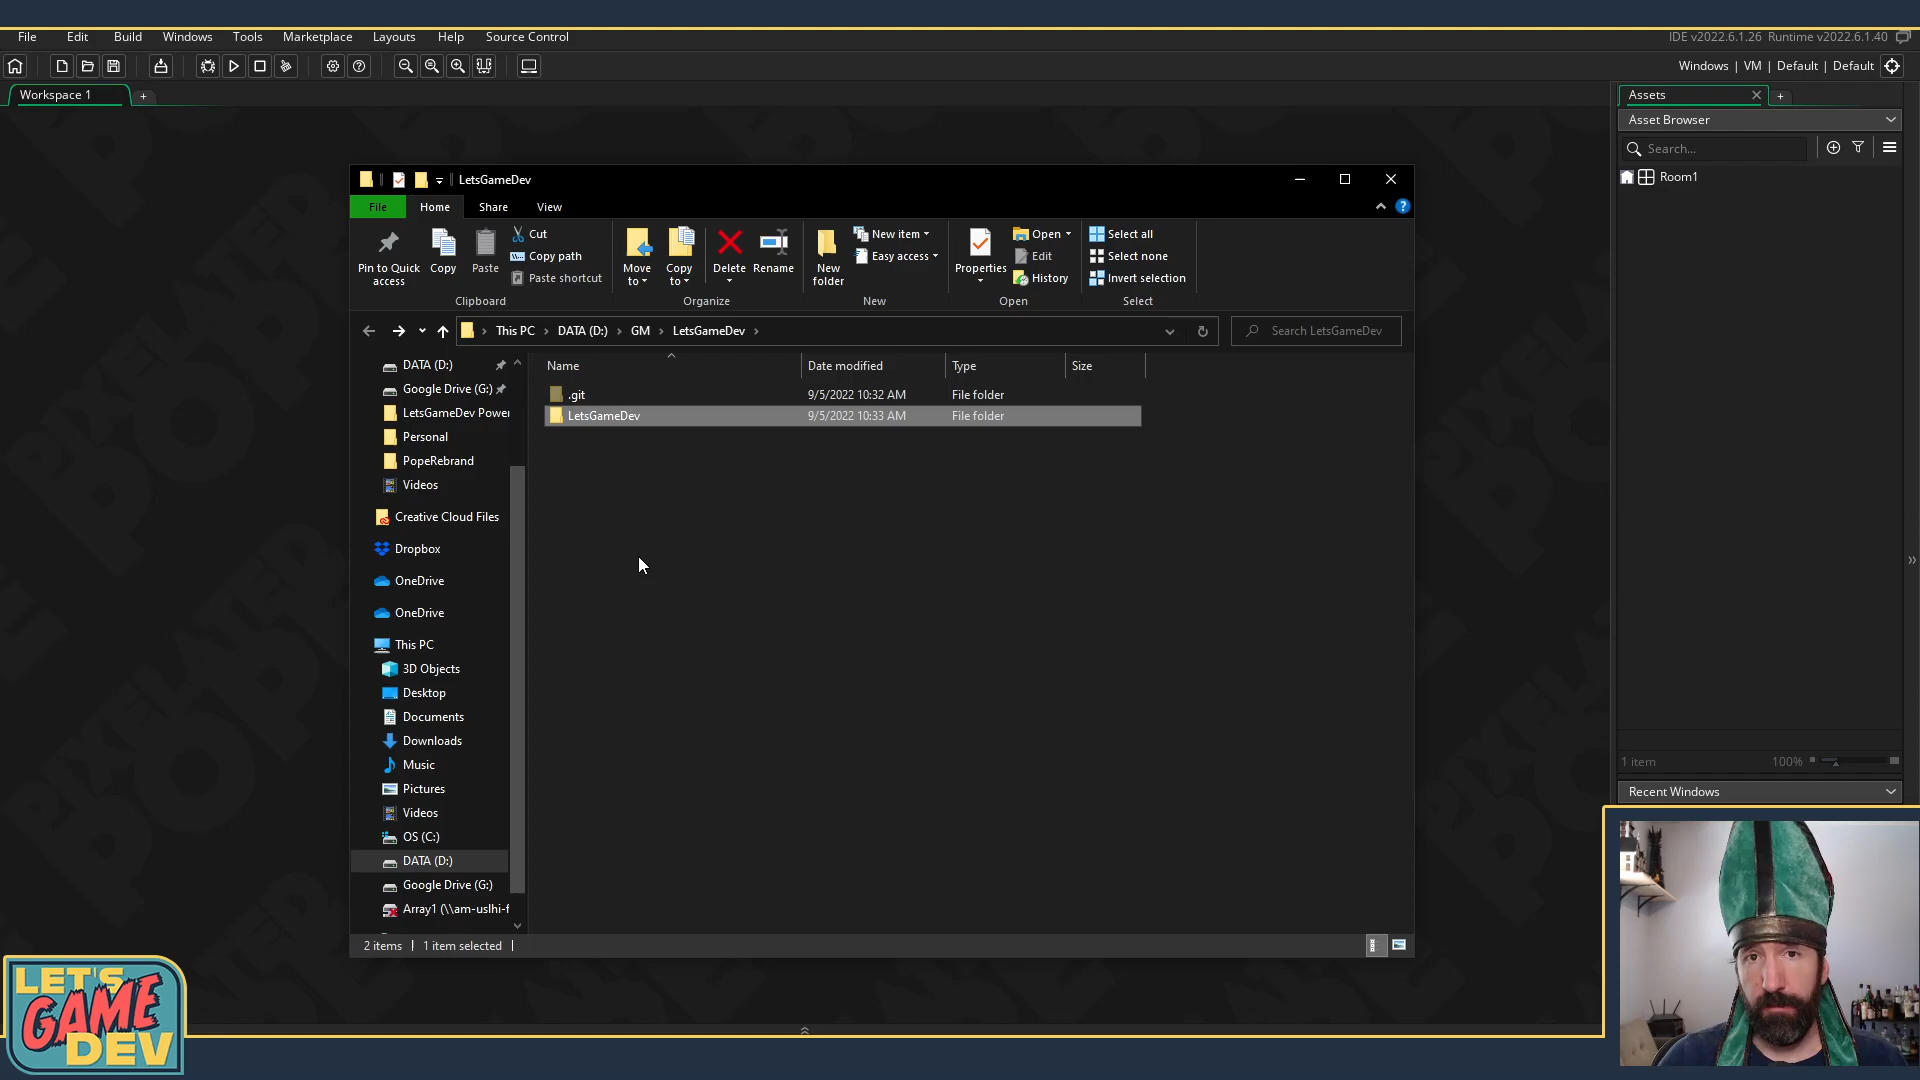 File Edit Build Windows Tools Marketplace Layouts Help Source Control
IDE v2022.6.1.26 Runtime v2022.6.1.40
Windows | VM | Default | Default
Workspace 1
+
Assets
+
Asset Browser
Search...
Room1
LetsGameDev
File Home Share View
Pin to Quick access
Copy
Paste
Cut
Copy path
Paste shortcut
Clipboard
Move to
Copy to
Delete
Rename
Organize
New folder
New item
Easy access
New
Properties
Open
Edit
History
Open
Select all
Select none
Invert selection
Select
This PC > DATA (D:) > GM > LetsGameDev >
Search LetsGameDev
Name Date modified Type Size
.git 9/5/2022 10:32 AM File folder
LetsGameDev 9/5/2022 10:33 AM File folder
DATA (D:)
Google Drive (G:)
LetsGameDev Power
Personal
PopeRebrand
Videos
Creative Cloud Files
Dropbox
OneDrive
OneDrive
This PC
3D Objects
Desktop
Documents
Downloads
Music
Pictures
Videos
OS (C:)
DATA (D:)
Google Drive (G:)
Array1 (\\am-uslhi-f
2 items | 1 item selected |
1 item 100%
Recent Windows
LET'S
GAME
DEV